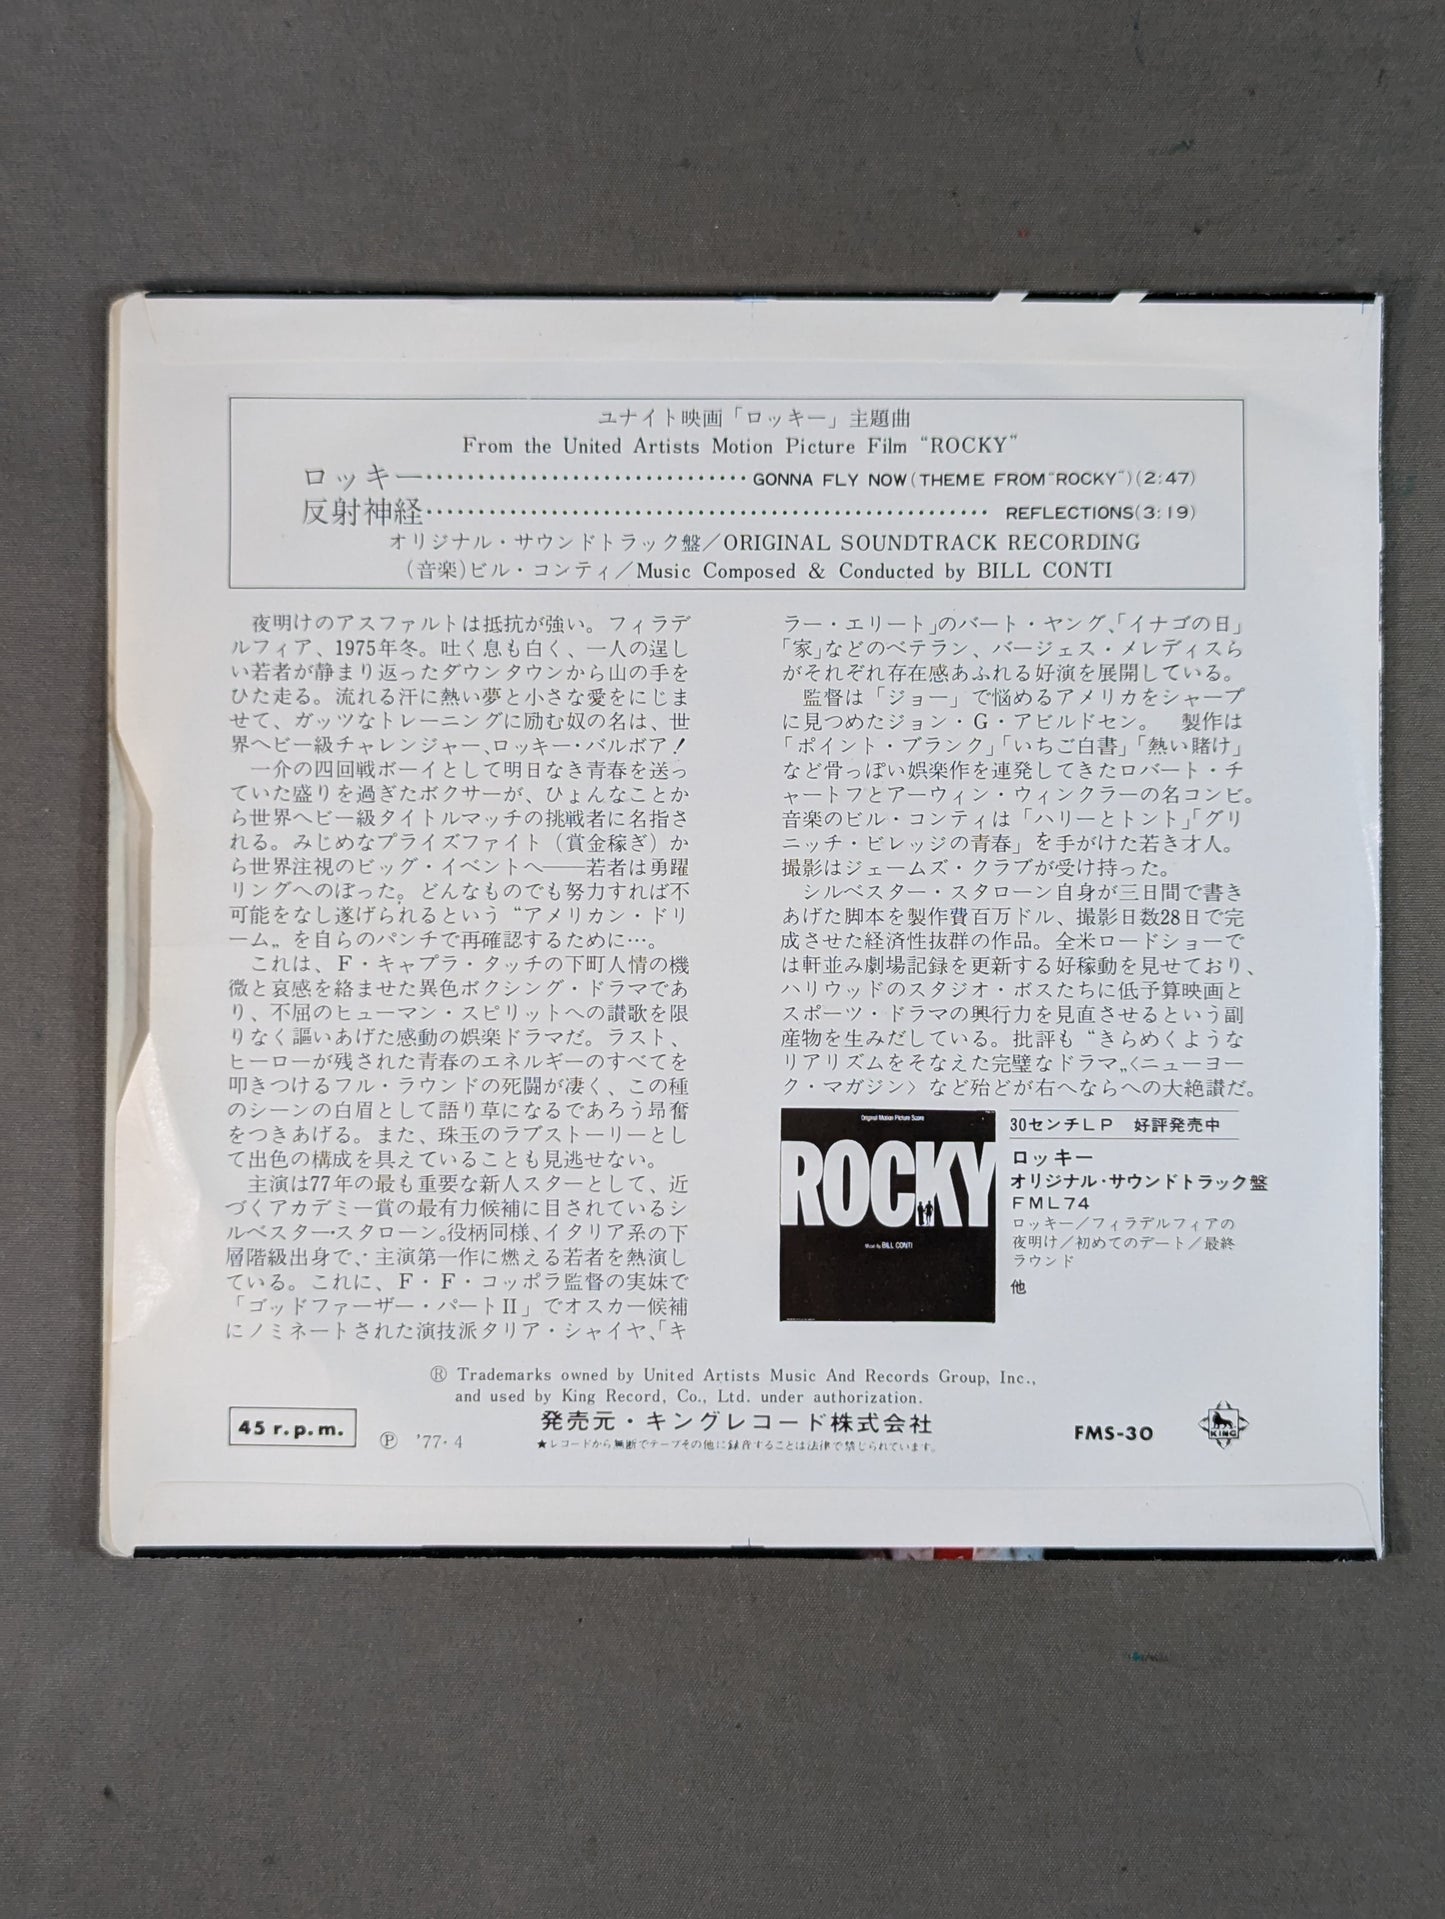 ユナイト映画「ロッキー」主題曲
From the United Artists Motion Picture Film “ROCKY”
ロッキー……………………………GONNA FLY NOW(THEME FROM“ROCKY”)(2:47)
反射神経…………………………………………………REFLECTIONS(3:19)
オリジナル・サウンドトラック盤／ORIGINAL SOUNDTRACK RECORDING
(音楽)ビル・コンティ／Music Composed & Conducted by BILL CONTI
夜明けのアスファルトは抵抗が強い。フィラデ
ルフィア、1975年冬。吐く息も白く、一人の逞し
い若者が静まり返ったダウンタウンから山の手を
ひた走る。流れる汗に熱い夢と小さな愛をにじま
せて、ガッツなトレーニングに励む奴の名は、世
界ヘビー級チャレンジャー、ロッキー・バルボア！
一介の四回戦ボーイとして明日なき青春を送っ
ていた盛りを過ぎたボクサーが、ひょんなことか
ら世界ヘビー級タイトルマッチの挑戦者に名指さ
れる。みじめなプライズファイト（賞金稼ぎ）か
ら世界注視のビッグ・イベントへ——若者は勇躍
リングへのぼった。どんなものでも努力すれば不
可能をなし遂げられるという“アメリカン・ドリ
ーム〟を自らのパンチで再確認するために…。
これは、F・キャプラ・タッチの下町人情の機
微と哀感を絡ませた異色ボクシング・ドラマであ
り、不屈のヒューマン・スピリットへの讃歌を限
りなく謳いあげた感動の娯楽ドラマだ。ラスト、
ヒーローが残された青春のエネルギーのすべてを
叩きつけるフル・ラウンドの死闘が凄く、この種
のシーンの白眉として語り草になるであろう昂奮
をつきあげる。また、珠玉のラブストーリーとし
て出色の構成を具えていることも見逃せない。
主演は77年の最も重要な新人スターとして、近
づくアカデミー賞の最有力候補に目されているシ
ルベスター・スタローン。役柄同様、イタリア系の下
層階級出身で、主演第一作に燃える若者を熱演し
ている。これに、F・F・コッポラ監督の実妹で
「ゴッドファーザー・パートII」でオスカー候補
にノミネートされた演技派タリア・シャイヤ、「キ
ラー・エリート」のバート・ヤング、「イナゴの日」
「家」などのベテラン、バージェス・メレディスら
がそれぞれ存在感あふれる好演を展開している。
監督は「ジョー」で悩めるアメリカをシャープ
に見つめたジョン・G・アビルドセン。　製作は
「ポイント・ブランク」「いちご白書」「熱い賭け」
など骨っぽい娯楽作を連発してきたロバート・チ
ャートフとアーウィン・ウィンクラーの名コンビ。
音楽のビル・コンティは「ハリーとトント」「グリ
ニッチ・ビレッジの青春」を手がけた若き才人。
撮影はジェームズ・クラブが受け持った。
シルベスター・スタローン自身が三日間で書き
あげた脚本を製作費百万ドル、撮影日数28日で完
成させた経済性抜群の作品。全米ロードショーで
は軒並み劇場記録を更新する好稼動を見せており、
ハリウッドのスタジオ・ボスたちに低予算映画と
スポーツ・ドラマの興行力を見直させるという副
産物を生みだしている。批評も“きらめくような
リアリズムをそなえた完璧なドラマ〟〈ニューヨー
ク・マガジン〉など殆どが右へならへの大絶讃だ。
Original Motion Picture Score
ROCKY
Music By BILL CONTI
30センチLP　好評発売中
ロッキー
オリジナル・サウンドトラック盤
FML74
ロッキー／フィラデルフィアの
夜明け／初めてのデート／最終
ラウンド
他
Ⓡ Trademarks owned by United Artists Music And Records Group, Inc.,
and used by King Record, Co., Ltd. under authorization.
45 r.p.m.
Ⓟ '77・4
発売元・キングレコード株式会社
★レコードから無断でテープその他に録音することは法律で禁じられています。
FMS-30
KING